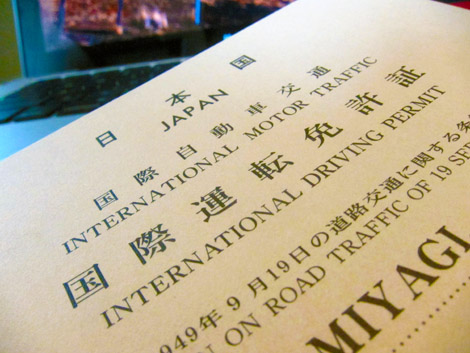 日本国
JAPAN
国際自動車交通
INTERNATIONAL MOTOR TRAFFIC
国際運転免許証
INTERNATIONAL DRIVING PERMIT
949年9月19日の道路交通に関する条
ON ROAD TRAFFIC OF 19 SE
MIYAGI